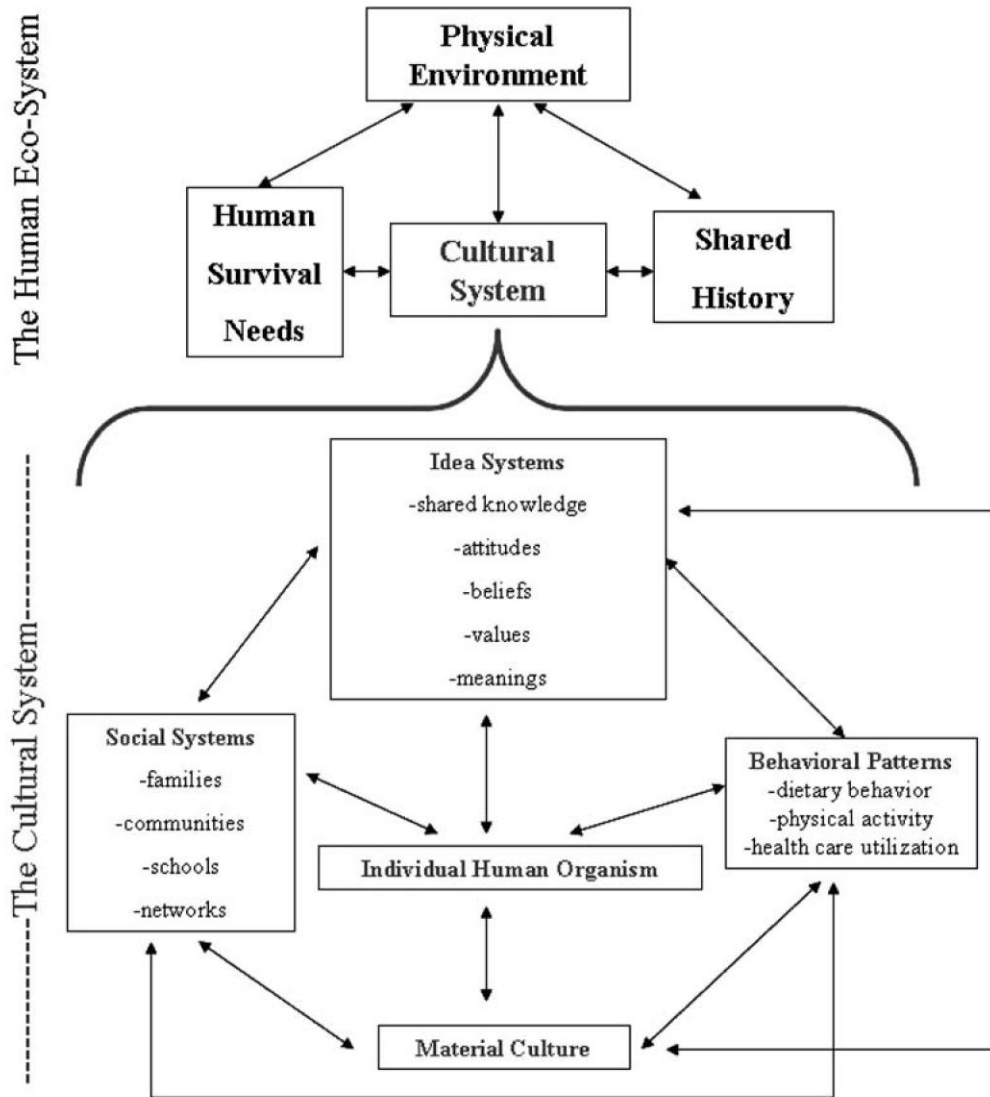 The Human Eco-System
Physical
Environment
Human
Survival
Needs
Cultural
System
Shared
History
The Cultural System
Idea Systems
-shared knowledge
-attitudes
-beliefs
-values
-meanings
Social Systems
-families
-communities
-schools
-networks
Behavioral Patterns
-dietary behavior
-physical activity
-health care utilization
Individual Human Organism
Material Culture